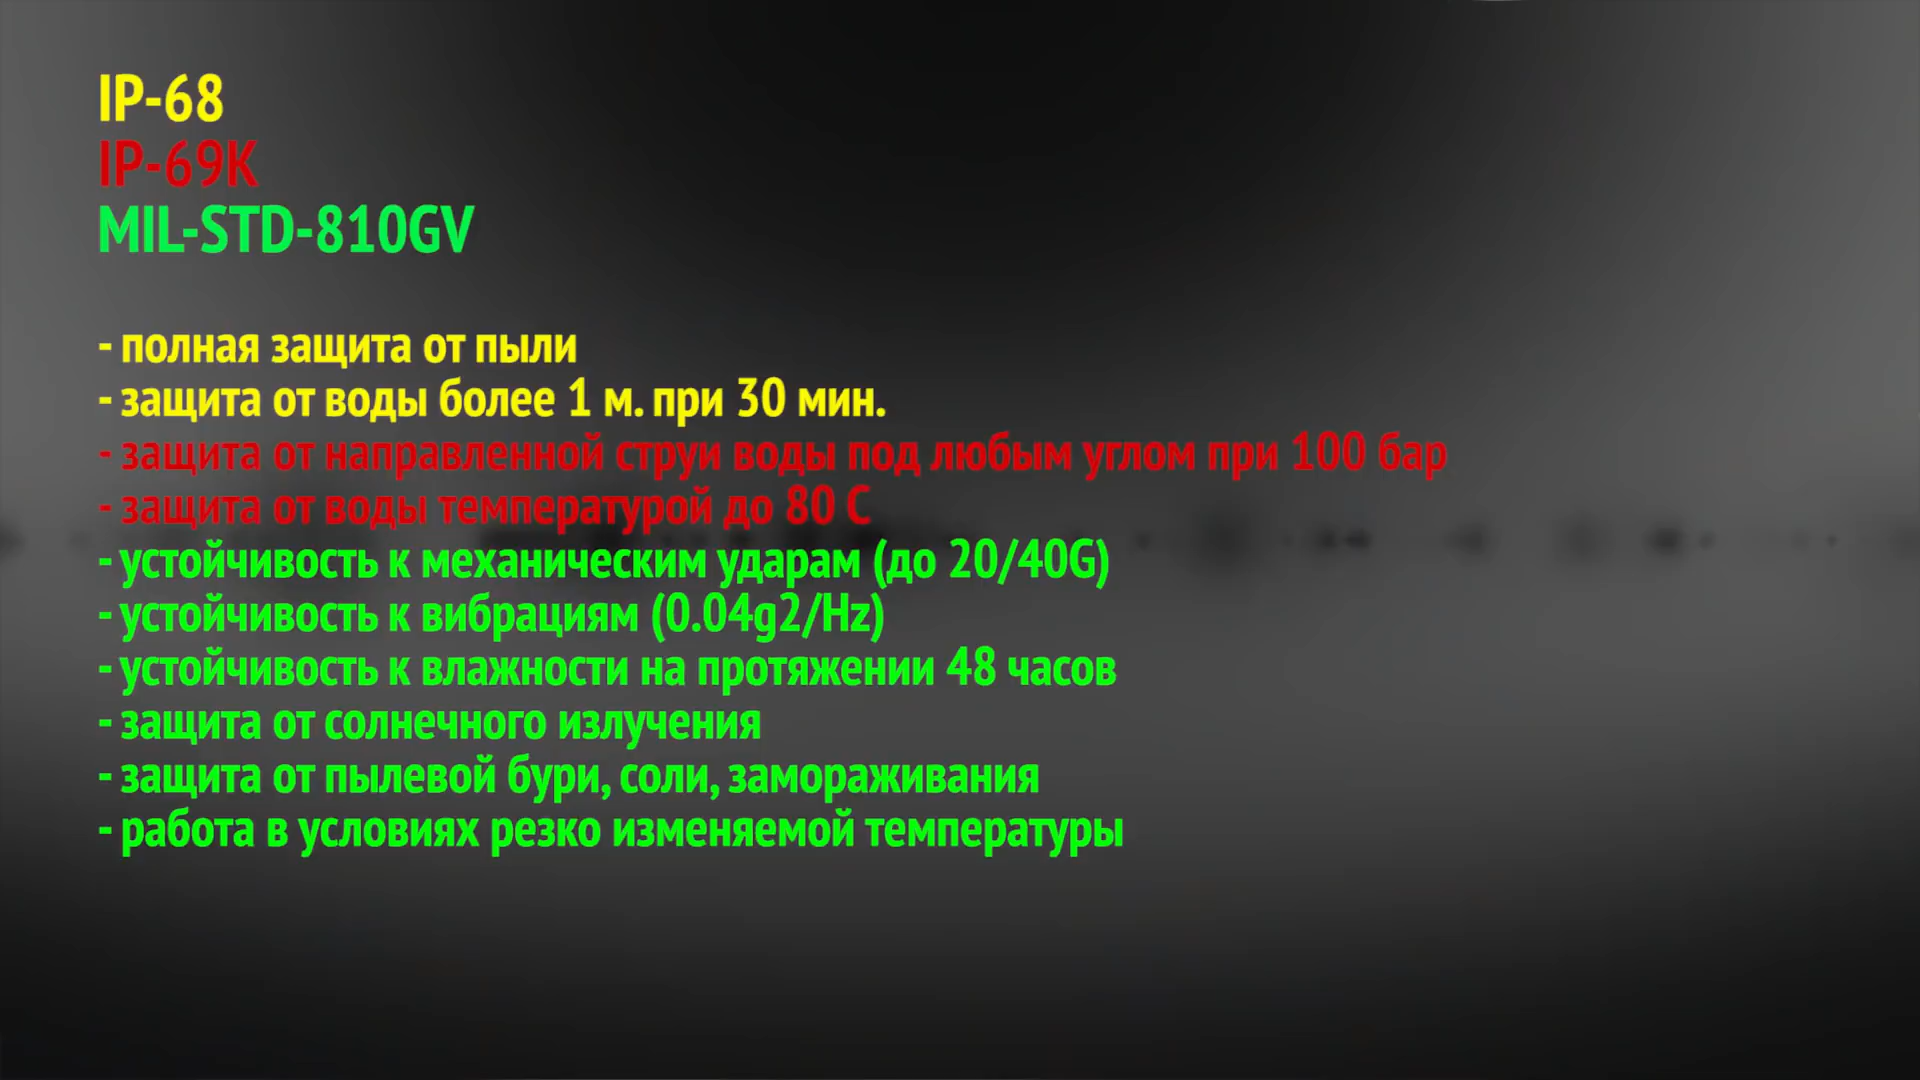 IP-68
IP-69K
MIL-STD-810GV
- полная защита от пыли
- защита от воды более 1 м. при 30 мин.
- защита от направленной струи воды под любым углом при 100 бар
- защита от воды температурой до 80 С
- устойчивость к механическим ударам (до 20/40G)
- устойчивость к вибрациям (0.04g2/Hz)
- устойчивость к влажности на протяжении 48 часов
- защита от солнечного излучения
- защита от пылевой бури, соли, замораживания
- работа в условиях резко изменяемой температуры